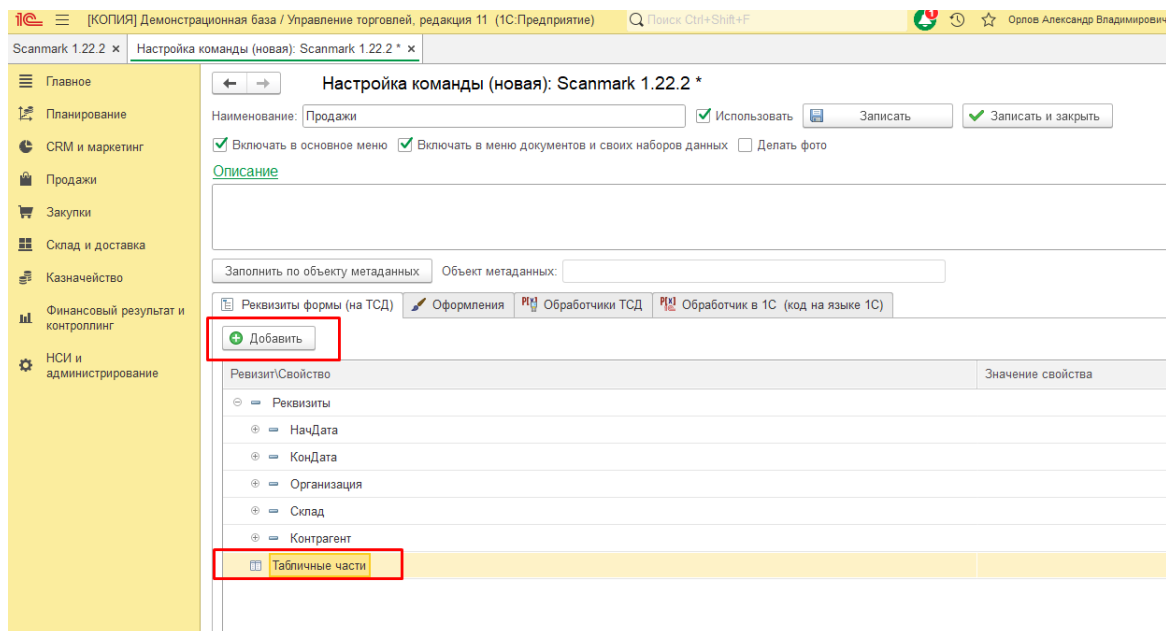 1С [КОПИЯ] Демонстрационная база / Управление торговлей, редакция 11 (1С:Предприятие) Поиск Ctrl+Shift+F Орлов Александр Владимирович
Scanmark 1.22.2 × Настройка команды (новая): Scanmark 1.22.2 * ×
Главное
Планирование
CRM и маркетинг
Продажи
Закупки
Склад и доставка
Казначейство
Финансовый результат и
контроллинг
НСИ и
администрирование
Настройка команды (новая): Scanmark 1.22.2 *
Наименование: Продажи Использовать Записать Записать и закрыть
Включать в основное меню Включать в меню документов и своих наборов данных Делать фото
Описание
Заполнить по объекту метаданных Объект метаданных:
Реквизиты формы (на ТСД) Оформления Обработчики ТСД Обработчик в 1С (код на языке 1С)
Добавить
Ревизит\Свойство Значение свойства
Реквизиты
НачДата
КонДата
Организация
Склад
Контрагент
Табличные части